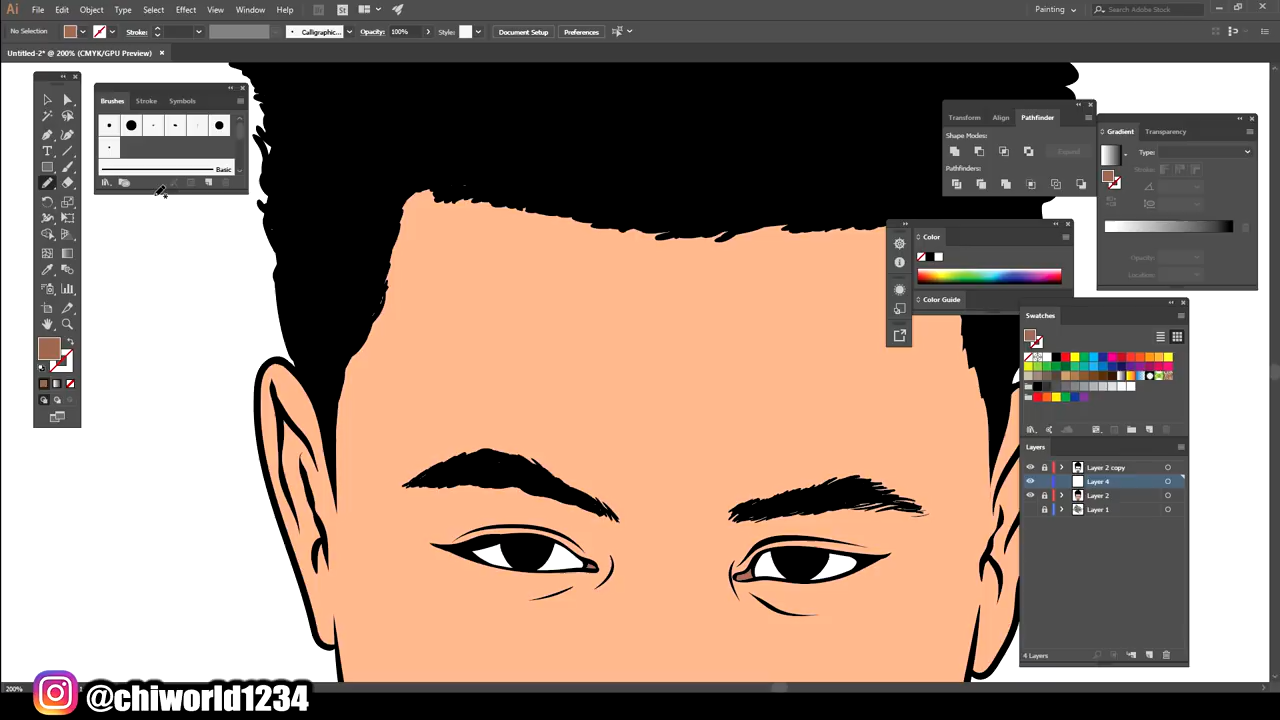 Ai File Edit Object Type Select Effect View Window Help Br St Painting Search Adobe Stock
No Selection Stroke: Calligraphic... Opacity: 100% Style: Document Setup Preferences
Untitled-2* @ 200% (CMYK/GPU Preview) ×
Brushes Stroke Symbols
Basic
Transform Align Pathfinder
Shape Modes:
Expand
Pathfinders:
Gradient Transparency
Type:
Stroke:
Opacity:
Location:
Color
Color Guide
Swatches
Layers
Layer 2 copy
Layer 4
Layer 2
Layer 1
4 Layers
200%
@chiworld1234